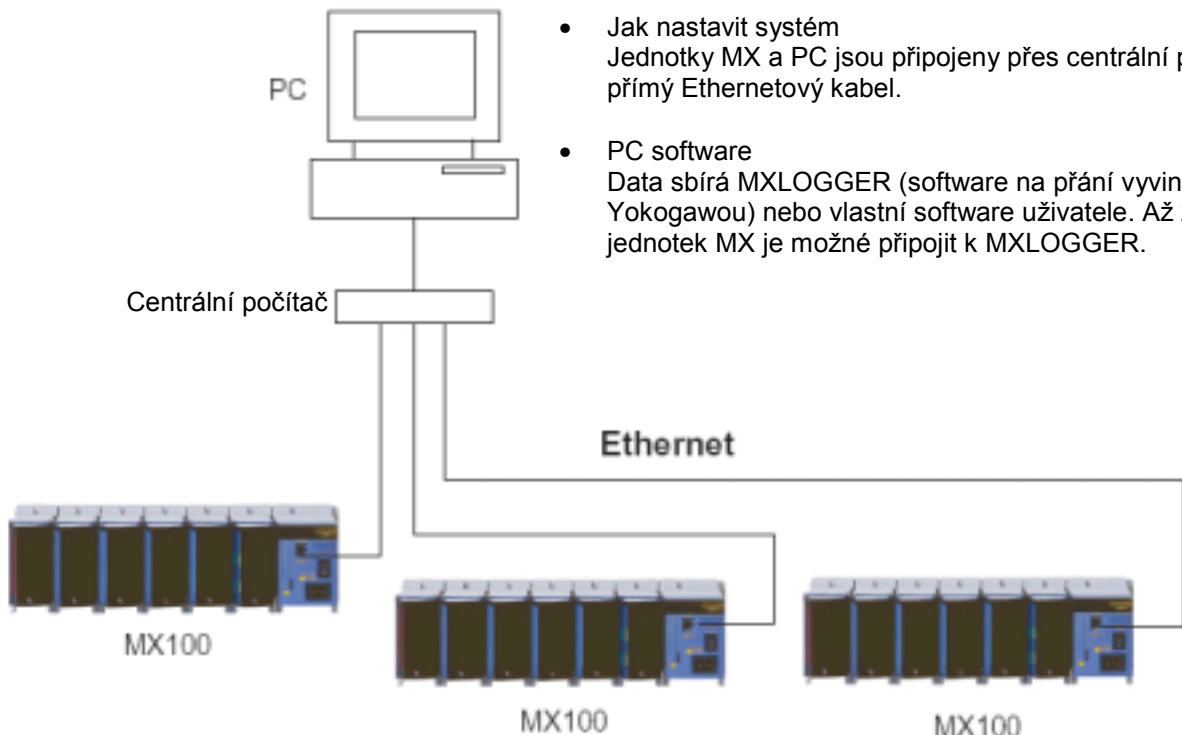 Jak nastavit systém
Jednotky MX a PC jsou připojeny přes centrální
přímý Ethernetový kabel.
PC software
Data sbírá MXLOGGER (software na přání
Yokogawou) nebo vlastní software uživatele. Až
jednotek MX je možné připojit k MXLOGGER.
PC
Centrální počítač
Ethernet
MX100
MX100
MX100